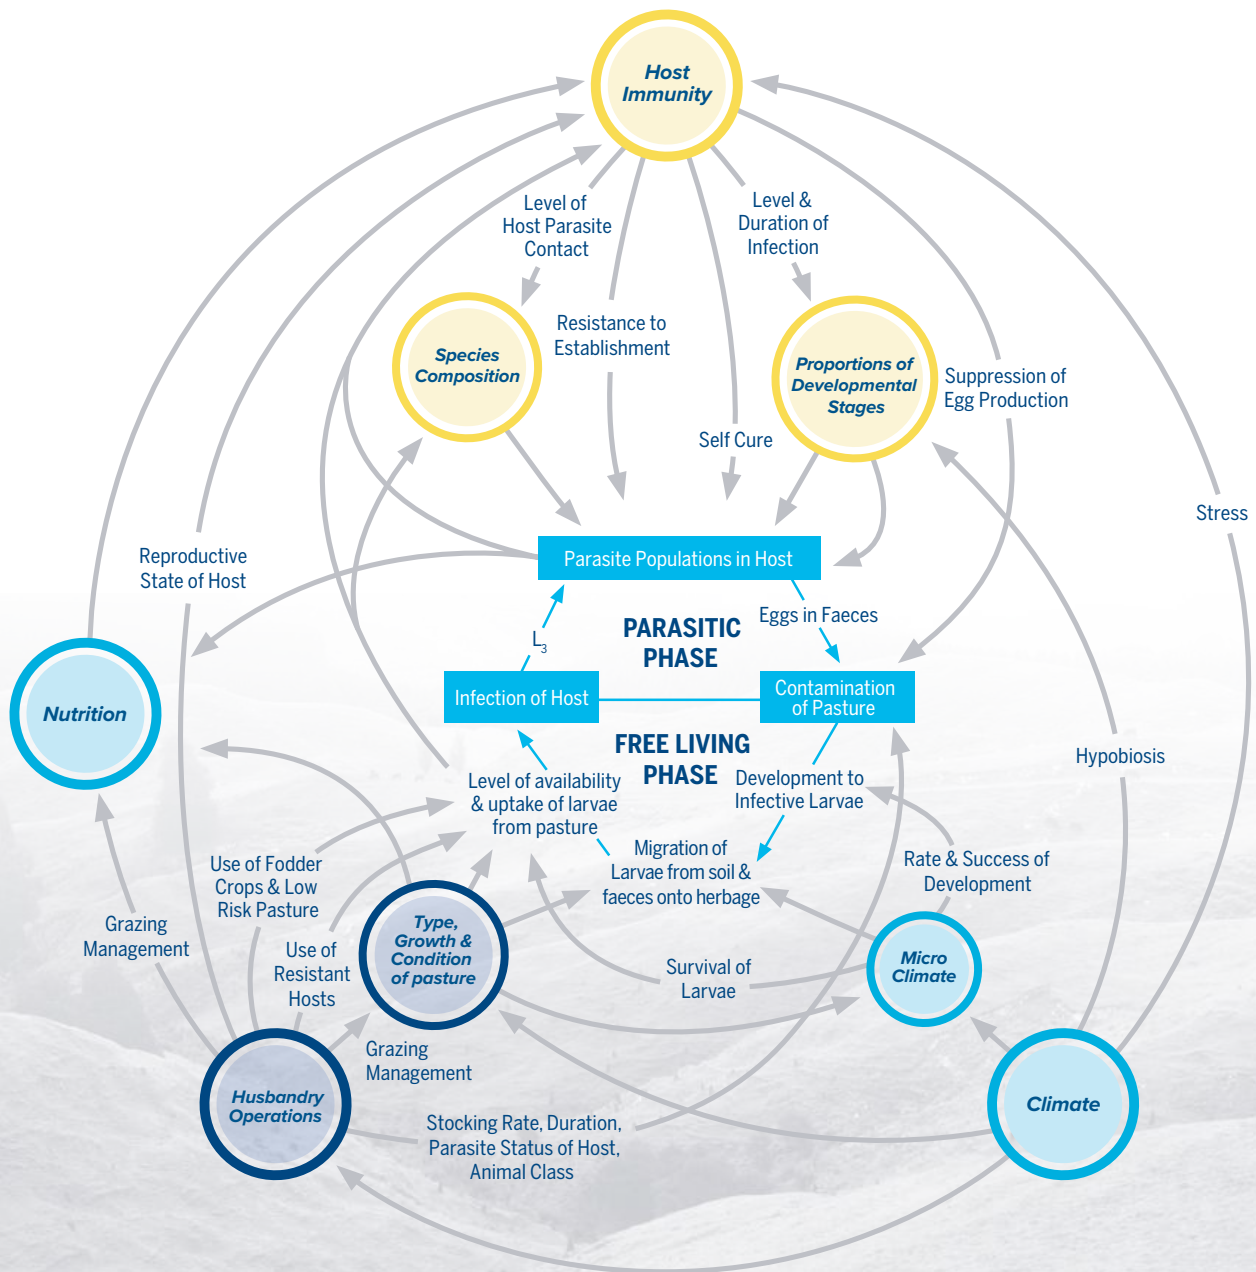 Host
Immunity
Level of
Host Parasite
Contact
Level &
Duration of
Infection
Resistance to
Establishment
Species
Composition
Proportions of
Developmental
Stages
Suppression of
Egg Production
Self Cure
Stress
Reproductive
State of Host
Parasite Populations in Host
Eggs in Faeces
PARASITIC
PHASE
L3
Infection of Host
Contamination
of Pasture
Nutrition
FREE LIVING
PHASE
Hypobiosis
Level of availability
& uptake of larvae
from pasture
Development to
Infective Larvae
Migration of
Larvae from soil &
faeces onto herbage
Rate & Success of
Development
Use of Fodder
Crops & Low
Risk Pasture
Grazing
Management
Use of
Resistant
Hosts
Type,
Growth &
Condition
of pasture
Survival of
Larvae
Micro
Climate
Grazing
Management
Husbandry
Operations
Stocking Rate, Duration,
Parasite Status of Host,
Animal Class
Climate